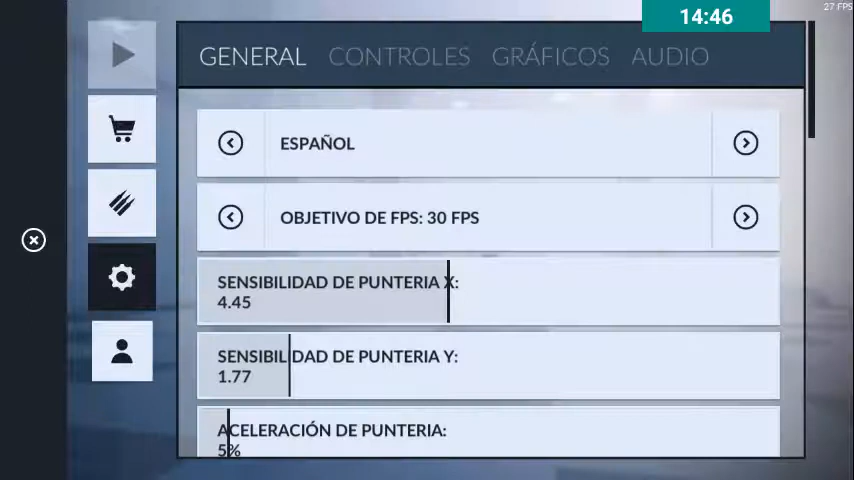 14:46
27 FPS
GENERAL CONTROLES GRÁFICOS AUDIO
ESPAÑOL
OBJETIVO DE FPS: 30 FPS
SENSIBILIDAD DE PUNTERIA X:
4.45
SENSIBILIDAD DE PUNTERIA Y:
1.77
ACELERACIÓN DE PUNTERIA:
5%